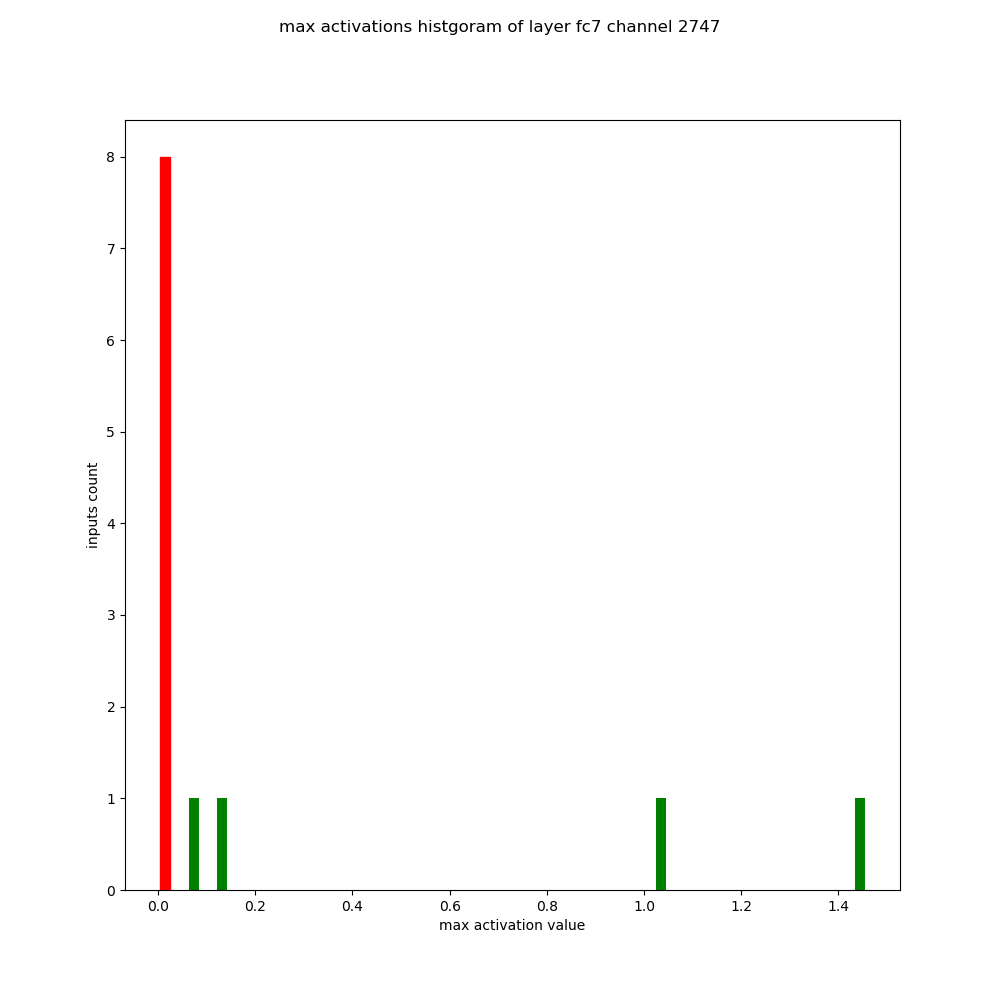 max activations histgoram of layer fc7 channel 2747
8
7
6
5
4
3
2
1
0
inputs count
0.0 0.2 0.4 0.6 0.8 1.0 1.2 1.4
max activation value